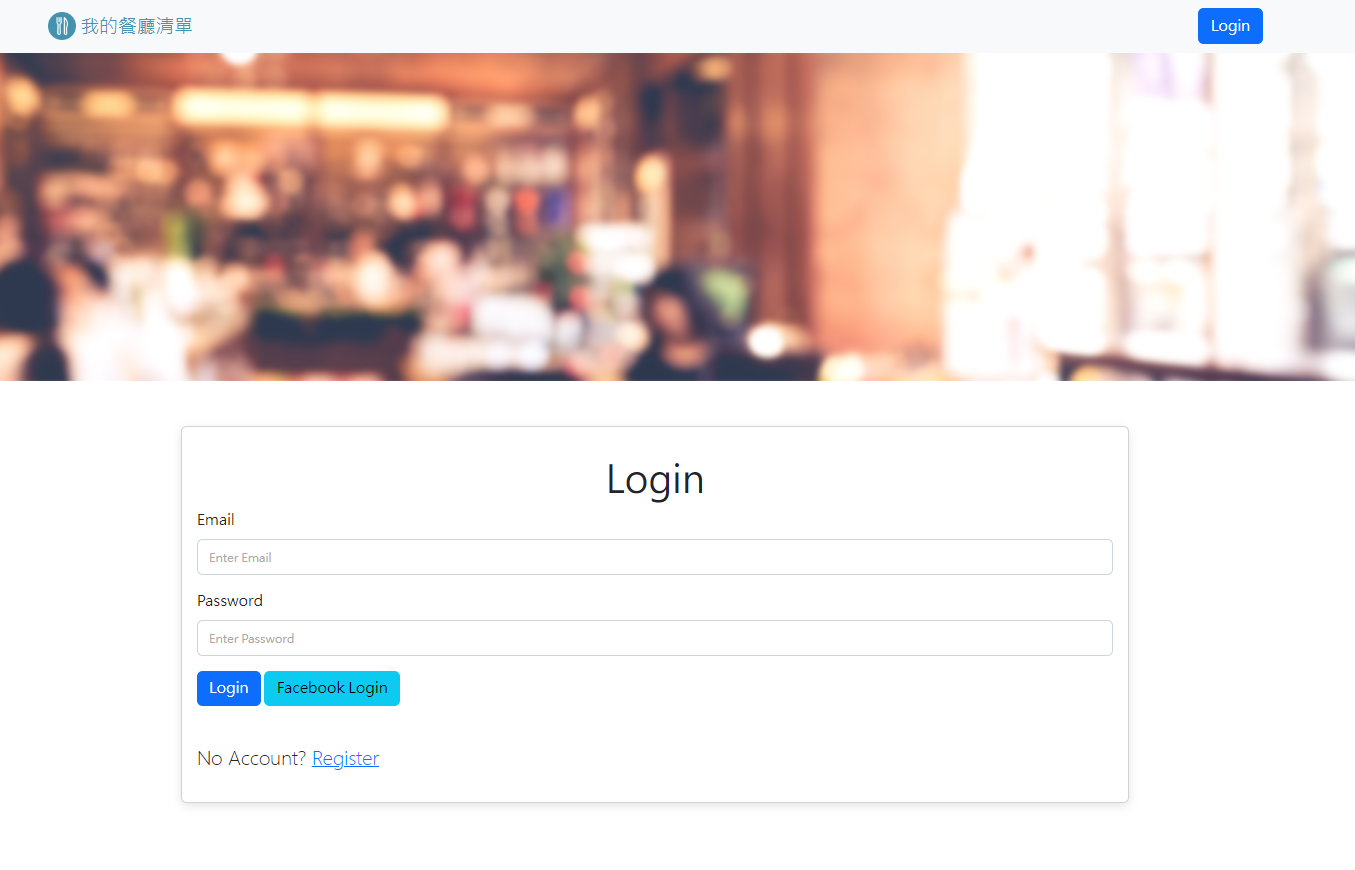 我的餐廳清單
Login
Login
Email
Enter Email
Password
Enter Password
Login Facebook Login
No Account? Register